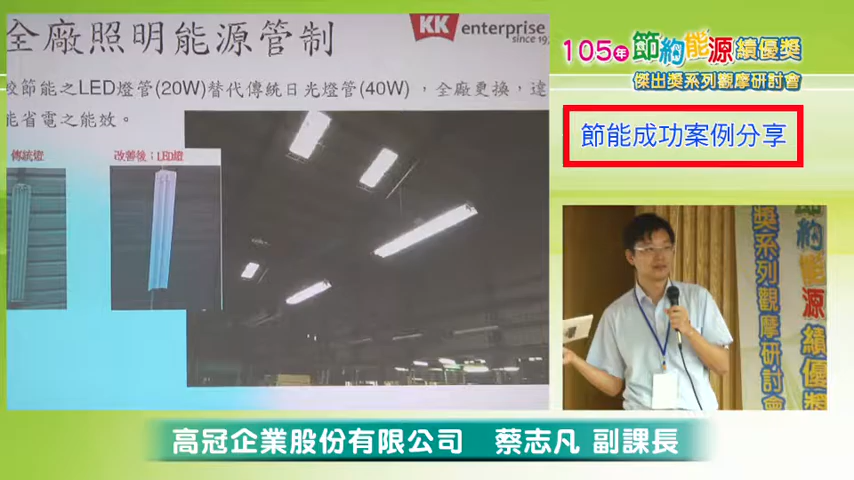 全廠照明能源管制
KK enterprise
since 19
105年 節約能源績優獎
傑出獎系列觀摩研討會
較節能之LED燈管(20W)替代傳統日光燈管(40W)，全廠更換，達
能省電之能效。
節能成功案例分享
傳統燈
改善後：LED燈
獎系列觀摩研討會
節約能源績優獎
高冠企業股份有限公司 蔡志凡 副課長